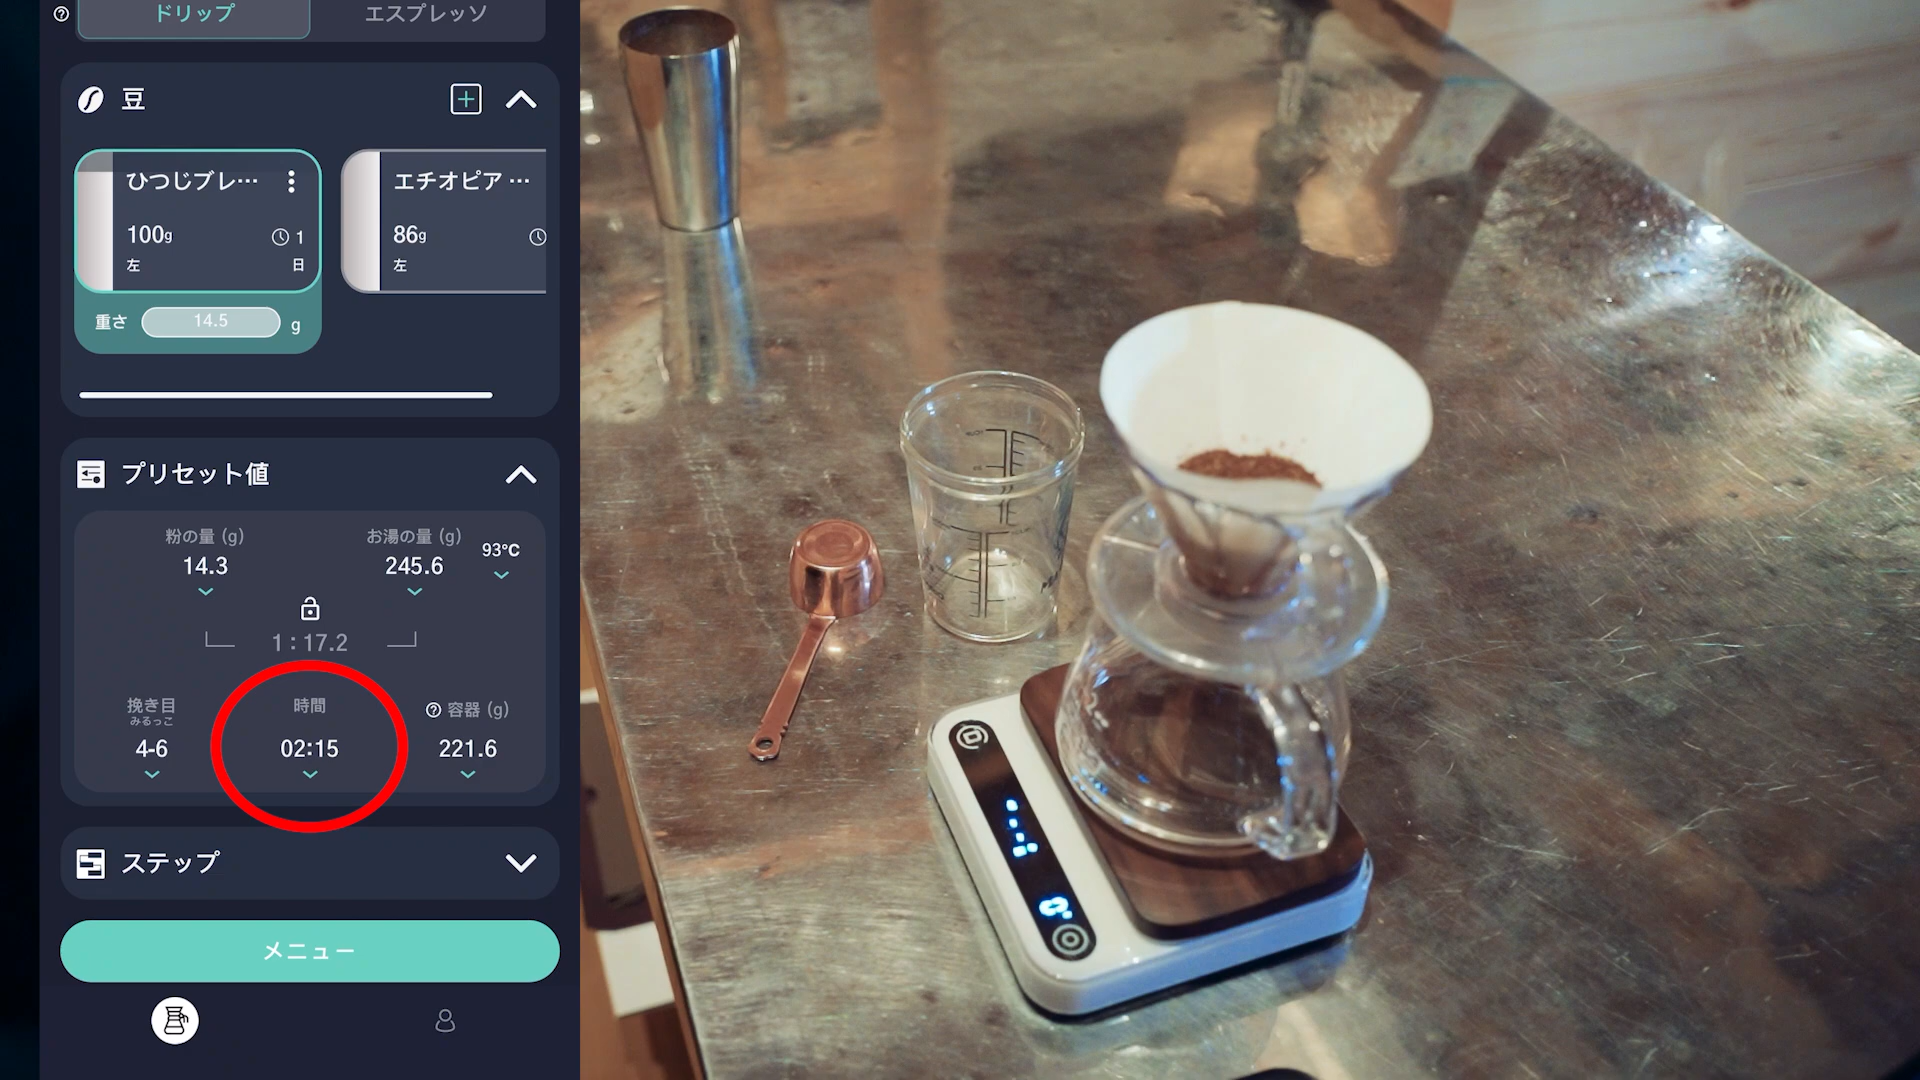 ドリップ
エスプレッソ
豆
ひつじブレ…
100g
1
左
日
エチオピア …
86g
左
重さ
14.5
g
プリセット値
粉の量 (g)
お湯の量 (g)
93°C
14.3
245.6
1 : 17.2
挽き目
みるっこ
時間
容器 (g)
4-6
02:15
221.6
ステップ
メニュー